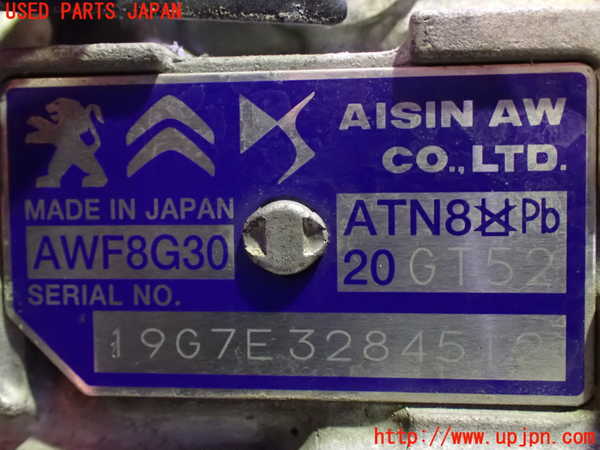 USED PARTS JAPAN
AISIN AW
CO., LTD.
MADE IN JAPAN
AWF8G30
ATN8 Pb
20 GT52
SERIAL NO.
19G7E328451
http://www.upjpn.com